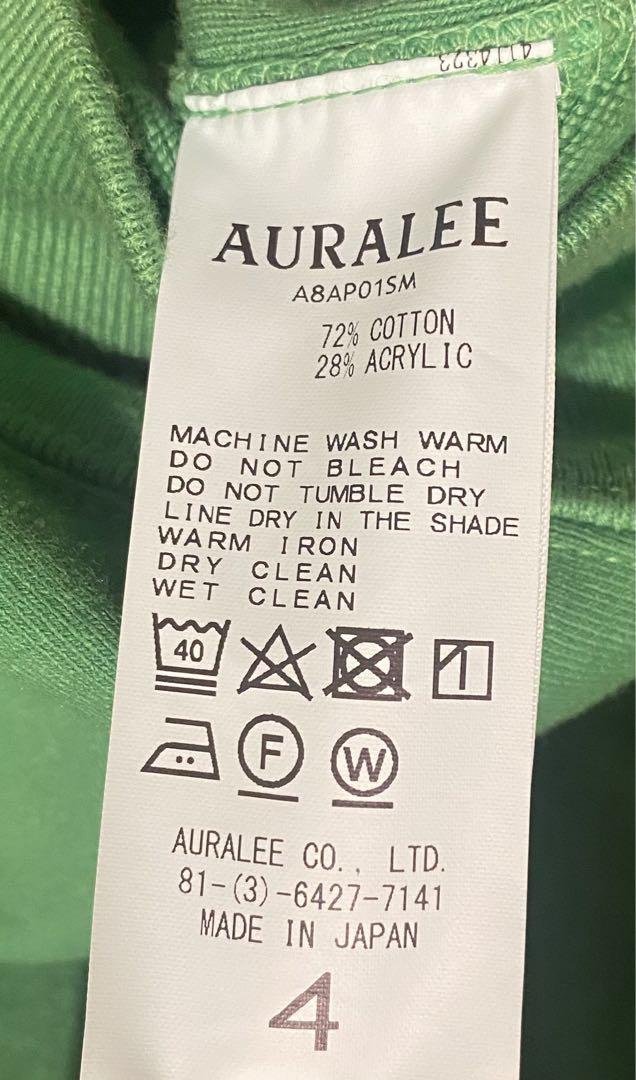 4114323
AURALEE
A8AP01SM
72% COTTON
28% ACRYLIC
MACHINE WASH WARM
DO NOT BLEACH
DO NOT TUMBLE DRY
LINE DRY IN THE SHADE
WARM IRON
DRY CLEAN
WET CLEAN
40
F
W
AURALEE CO., LTD.
81-(3)-6427-7141
MADE IN JAPAN
4